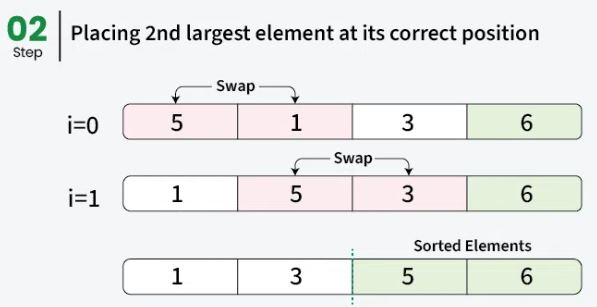 02
Step
Placing 2nd largest element at its correct position
Swap
i=0 5 1 3 6
Swap
i=1 1 5 3 6
Sorted Elements
1 3 5 6